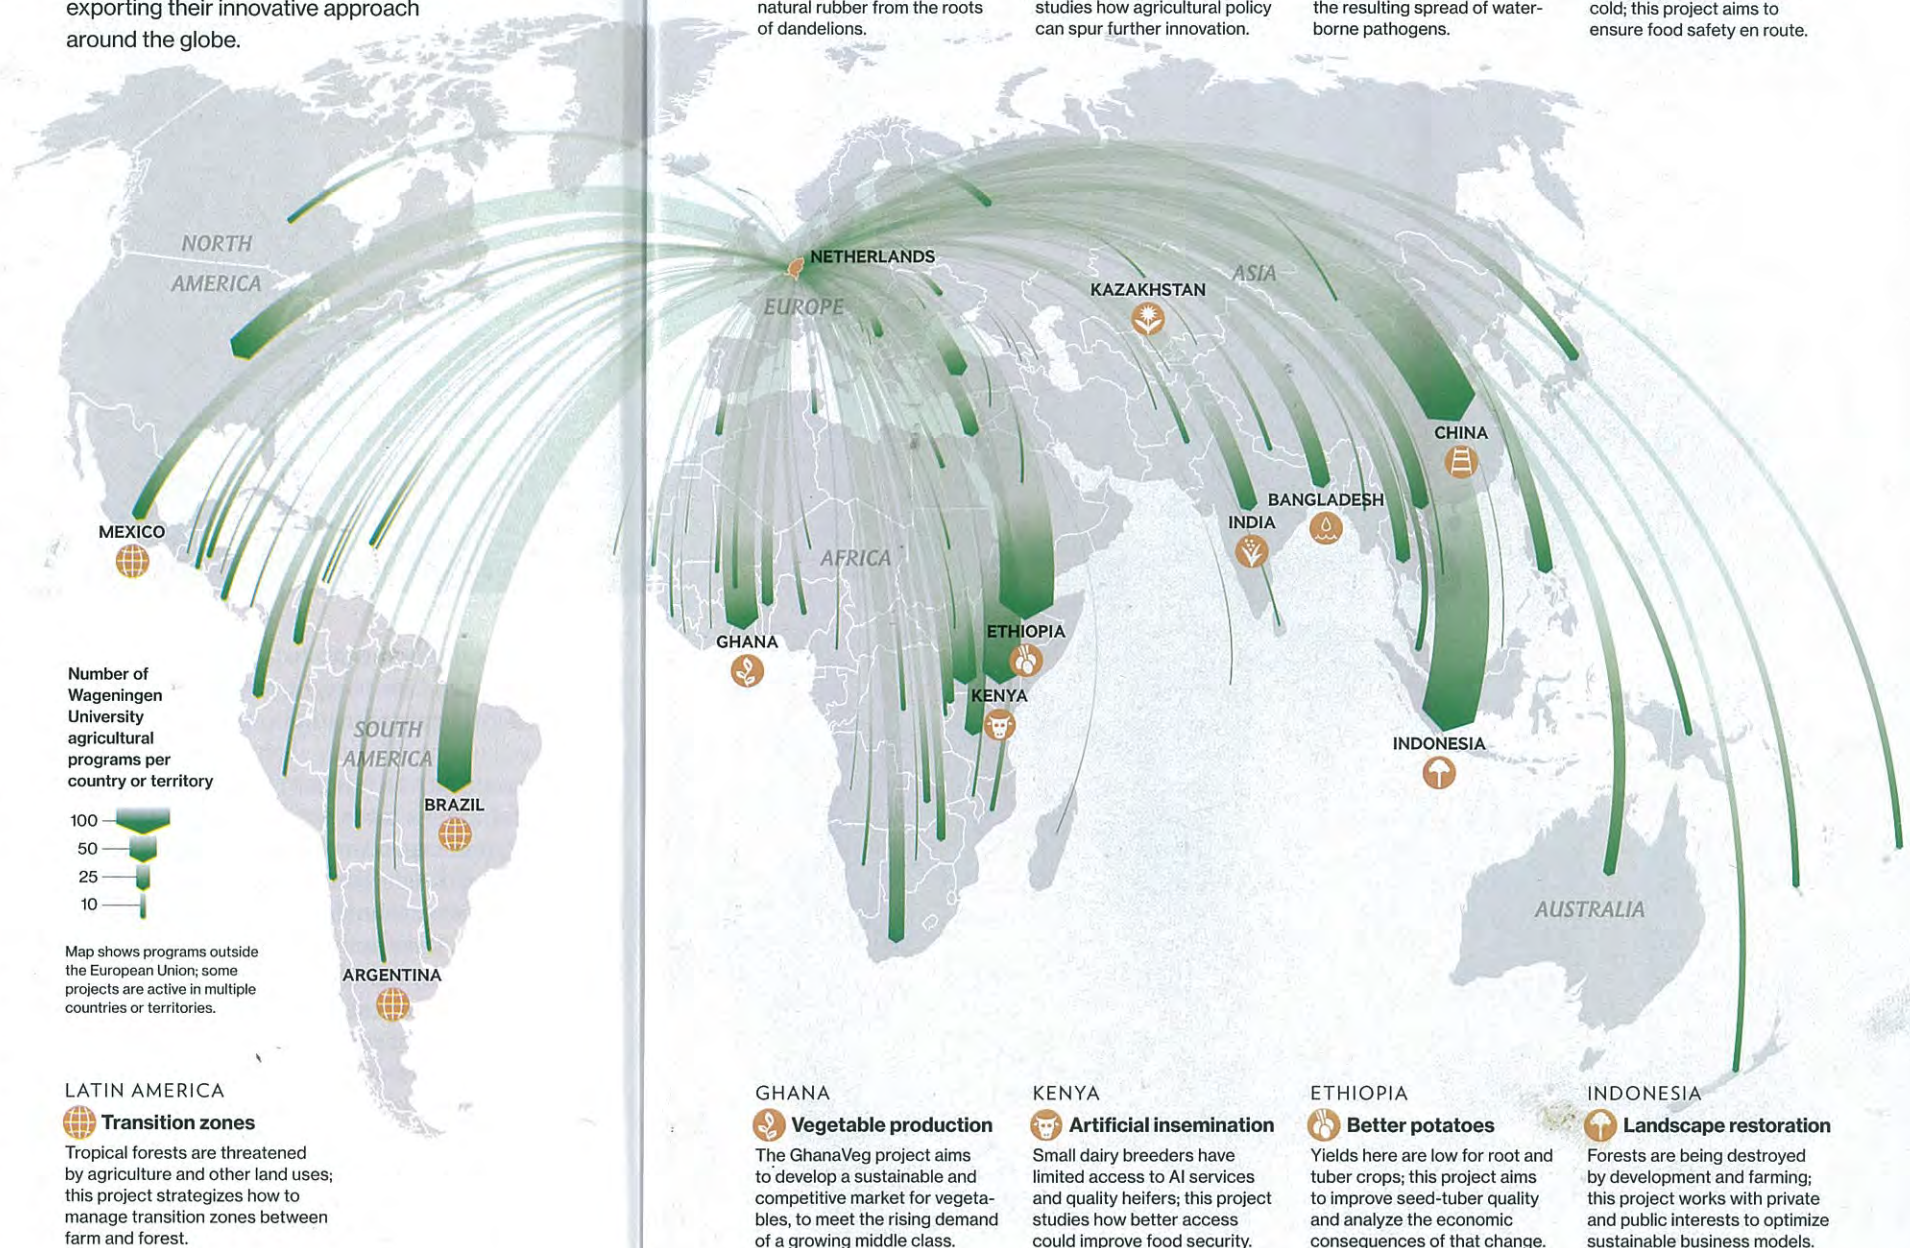 exporting their innovative approach
around the globe.
natural rubber from the roots
of dandelions.
studies how agricultural policy
can spur further innovation.
the resulting spread of water-
borne pathogens.
cold; this project aims to
ensure food safety en route.
NORTH
AMERICA
NETHERLANDS
EUROPE
KAZAKHSTAN
ASIA
CHINA
MEXICO
BANGLADESH
INDIA
AFRICA
GHANA
ETHIOPIA
KENYA
INDONESIA
SOUTH
AMERICA
BRAZIL
AUSTRALIA
ARGENTINA
Number of
Wageningen
University
agricultural
programs per
country or territory
100
50
25
10
Map shows programs outside
the European Union; some
projects are active in multiple
countries or territories.
LATIN AMERICA
Transition zones
Tropical forests are threatened
by agriculture and other land uses;
this project strategizes how to
manage transition zones between
farm and forest.
GHANA
Vegetable production
The GhanaVeg project aims
to develop a sustainable and
competitive market for vegeta-
bles, to meet the rising demand
of a growing middle class.
KENYA
Artificial insemination
Small dairy breeders have
limited access to AI services
and quality heifers; this project
studies how better access
could improve food security.
ETHIOPIA
Better potatoes
Yields here are low for root and
tuber crops; this project aims
to improve seed-tuber quality
and analyze the economic
consequences of that change.
INDONESIA
Landscape restoration
Forests are being destroyed
by development and farming;
this project works with private
and public interests to optimize
sustainable business models.